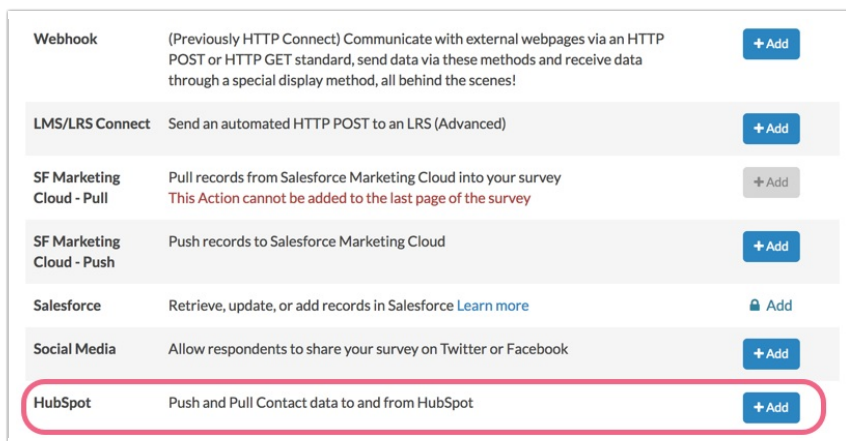 Webhook
(Previously HTTP Connect) Communicate with external webpages via an HTTP
POST or HTTP GET standard, send data via these methods and receive data
through a special display method, all behind the scenes!
+ Add
LMS/LRS Connect
Send an automated HTTP POST to an LRS (Advanced)
+ Add
SF Marketing
Cloud - Pull
Pull records from Salesforce Marketing Cloud into your survey
This Action cannot be added to the last page of the survey
+ Add
SF Marketing
Cloud - Push
Push records to Salesforce Marketing Cloud
+ Add
Salesforce
Retrieve, update, or add records in Salesforce Learn more
Add
Social Media
Allow respondents to share your survey on Twitter or Facebook
+ Add
HubSpot
Push and Pull Contact data to and from HubSpot
+ Add